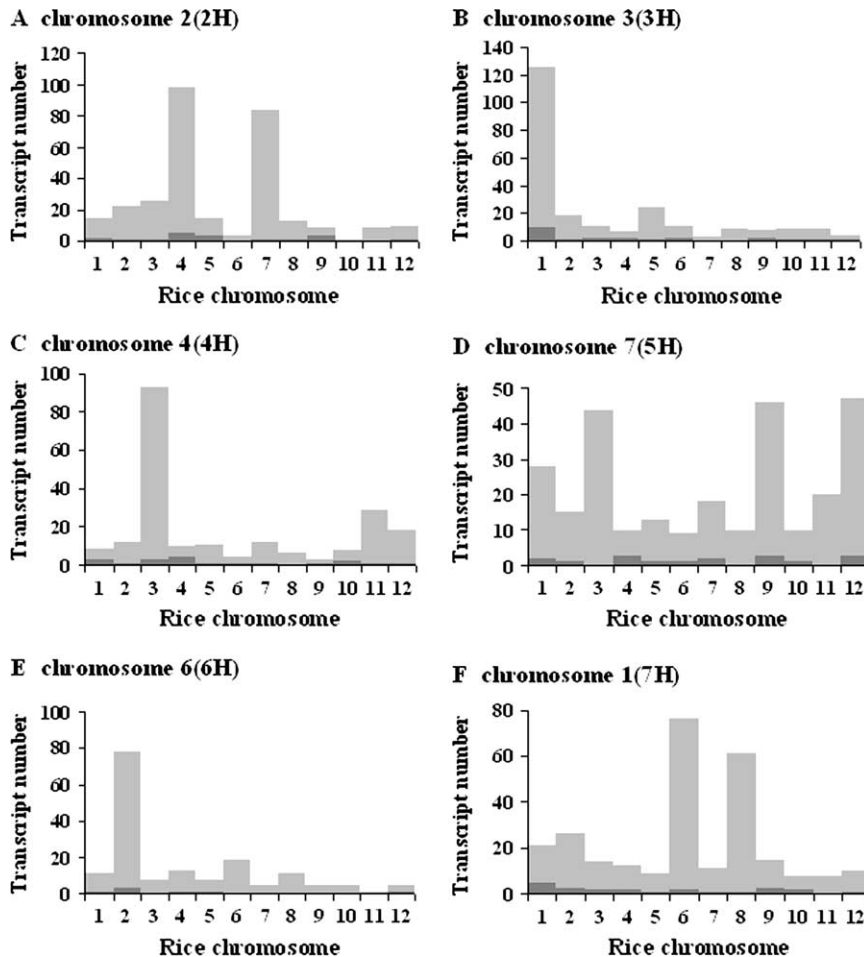 A chromosome 2(2H)
120
100
80
60
40
20
0
Transcript number
1 2 3 4 5 6 7 8 9 10 11 12
Rice chromosome
B chromosome 3(3H)
140
120
100
80
60
40
20
0
Transcript number
1 2 3 4 5 6 7 8 9 10 11 12
Rice chromosome
C chromosome 4(4H)
100
80
60
40
20
0
Transcript number
1 2 3 4 5 6 7 8 9 10 11 12
Rice chromosome
D chromosome 7(5H)
50
40
30
20
10
0
Transcript number
1 2 3 4 5 6 7 8 9 10 11 12
Rice chromosome
E chromosome 6(6H)
100
80
60
40
20
0
Transcript number
1 2 3 4 5 6 7 8 9 10 11 12
Rice chromosome
F chromosome 1(7H)
80
60
40
20
0
Transcript number
1 2 3 4 5 6 7 8 9 10 11 12
Rice chromosome